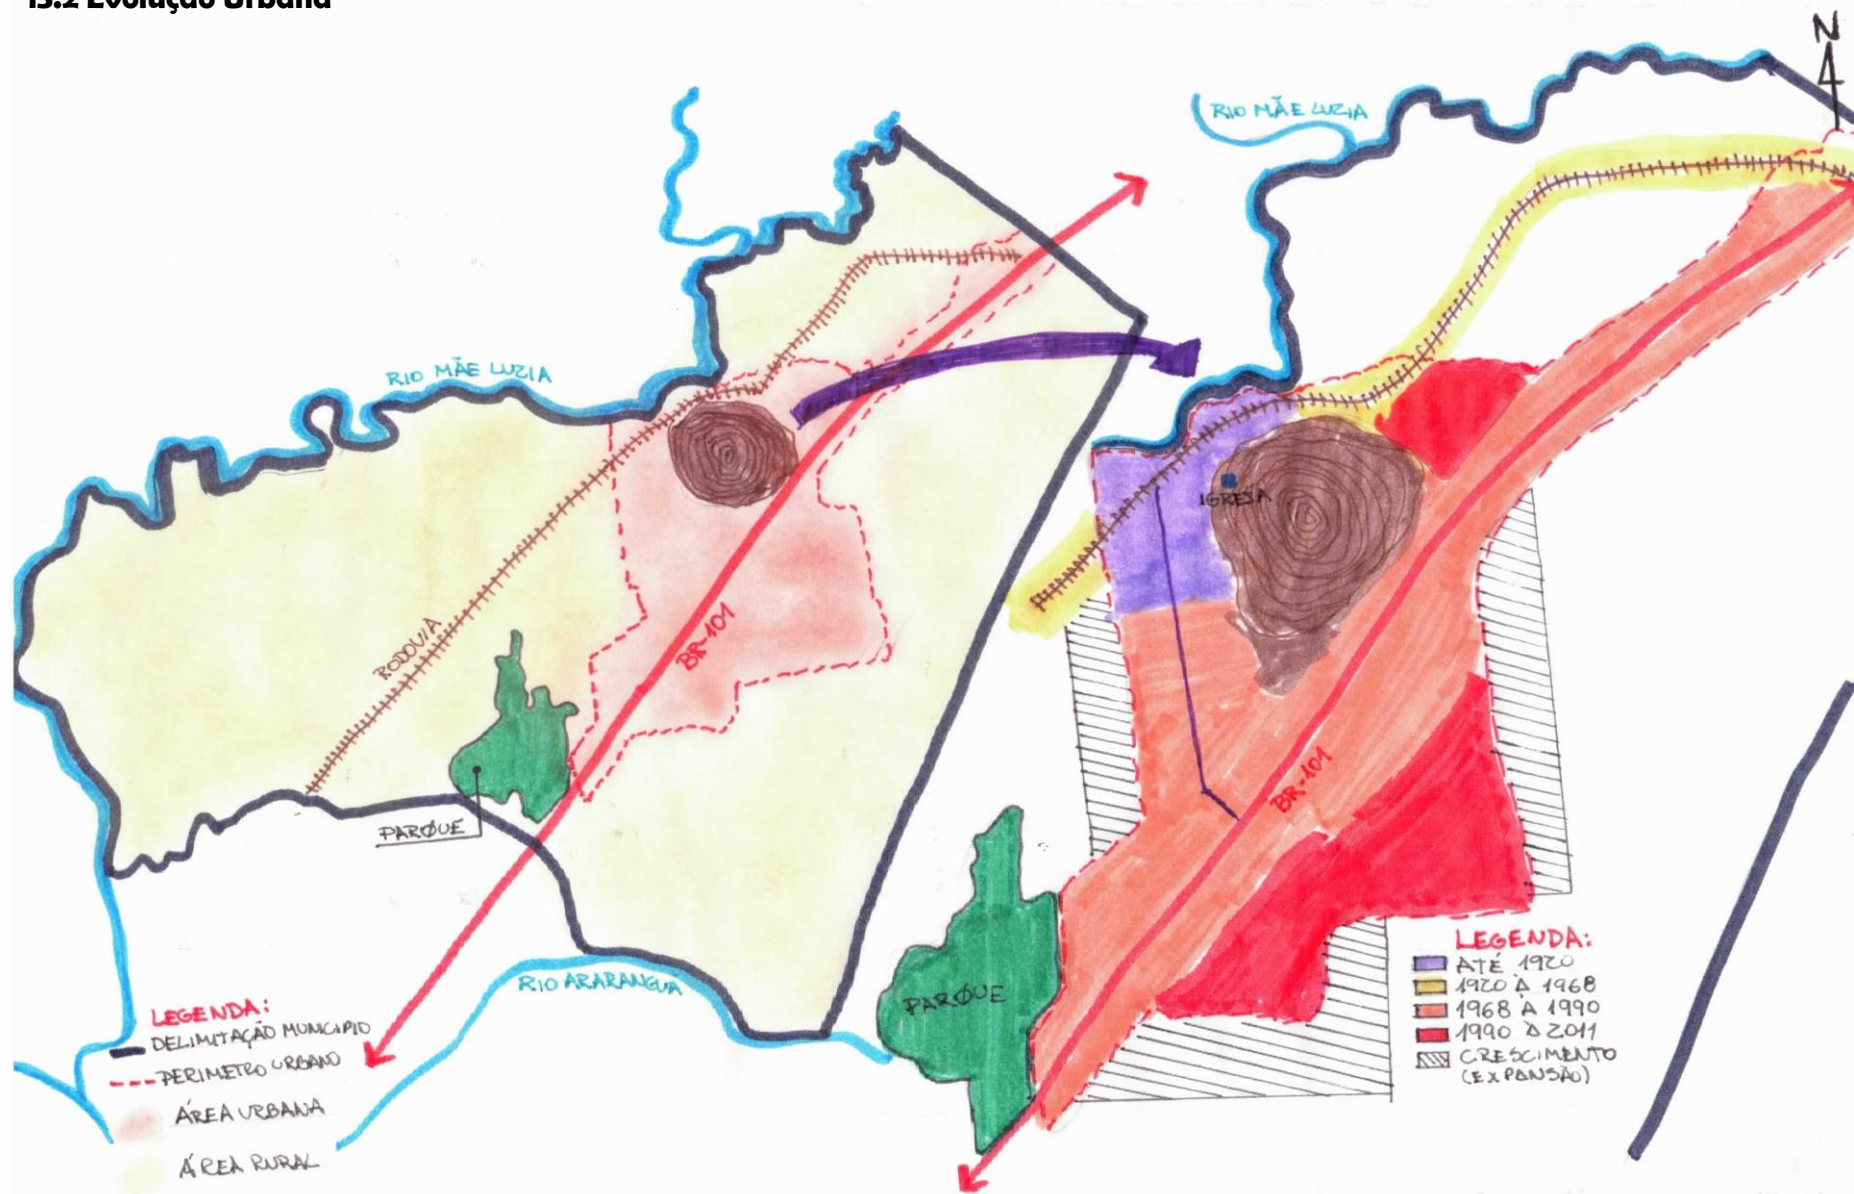 13.2 Evolução Urbana
N
RIO MÃE LUZIA
RIO MÃE LUZIA
IGREJA
RODOVIA
BR-101
BR-101
PARQUE
PARQUE
RIO ARARANGUA
LEGENDA:
DELIMITAÇÃO MUNICIPIO
PERIMETRO URBANO
ÁREA URBANA
ÁREA RURAL
LEGENDA:
ATÉ 1920
1920 À 1968
1968 À 1990
1990 À 2011
CRESCIMENTO
(EXPANSÃO)